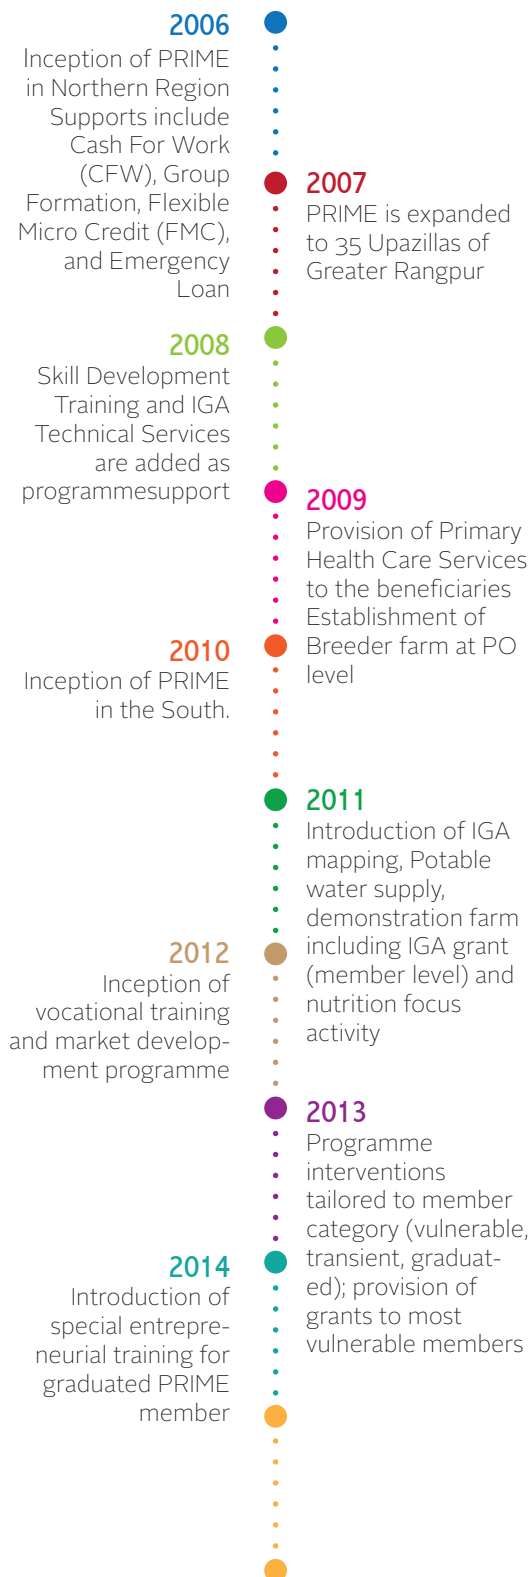 2006
Inception of PRIME
in Northern Region
Supports include
Cash For Work
(CFW), Group
Formation, Flexible
Micro Credit (FMC),
and Emergency
Loan
2007
PRIME is expanded
to 35 Upazillas of
Greater Rangpur
2008
Skill Development
Training and IGA
Technical Services
are added as
programmesupport
2009
Provision of Primary
Health Care Services
to the beneficiaries
Establishment of
Breeder farm at PO
level
2010
Inception of PRIME
in the South.
2011
Introduction of IGA
mapping, Potable
water supply,
demonstration farm
including IGA grant
(member level) and
nutrition focus
activity
2012
Inception of
vocational training
and market develop-
ment programme
2013
Programme
interventions
tailored to member
category (vulnerable,
transient, graduat-
ed); provision of
grants to most
vulnerable members
2014
Introduction of
special entrepre-
neurial training for
graduated PRIME
member